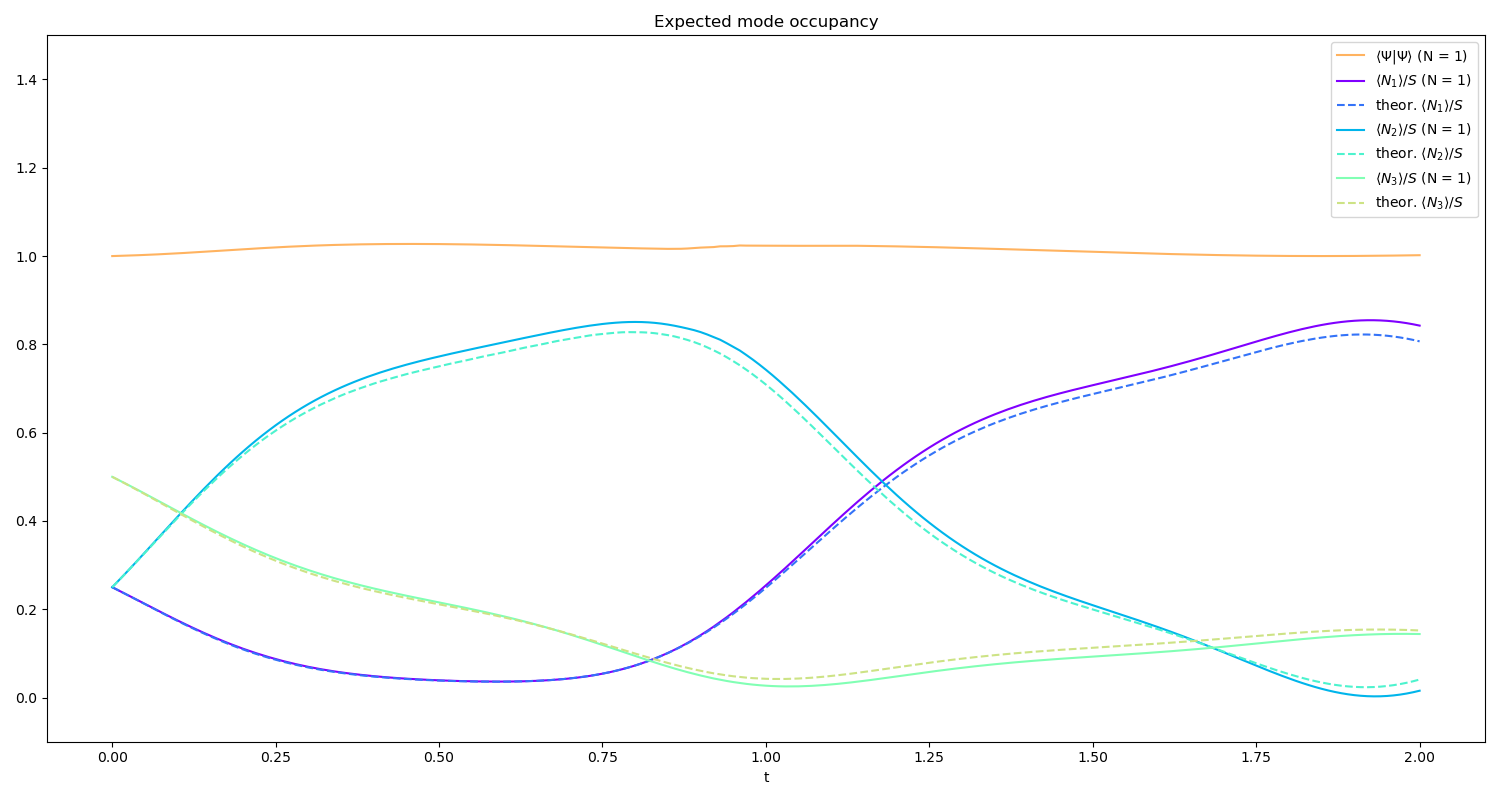 Expected mode occupancy
1.4
1.2
1.0
0.8
0.6
0.4
0.2
0.0
⟨Ψ|Ψ⟩ (N = 1)
⟨N₁⟩/S (N = 1)
theor. ⟨N₁⟩/S
⟨N₂⟩/S (N = 1)
theor. ⟨N₂⟩/S
⟨N₃⟩/S (N = 1)
theor. ⟨N₃⟩/S
0.00 0.25 0.50 0.75 1.00 1.25 1.50 1.75 2.00
t